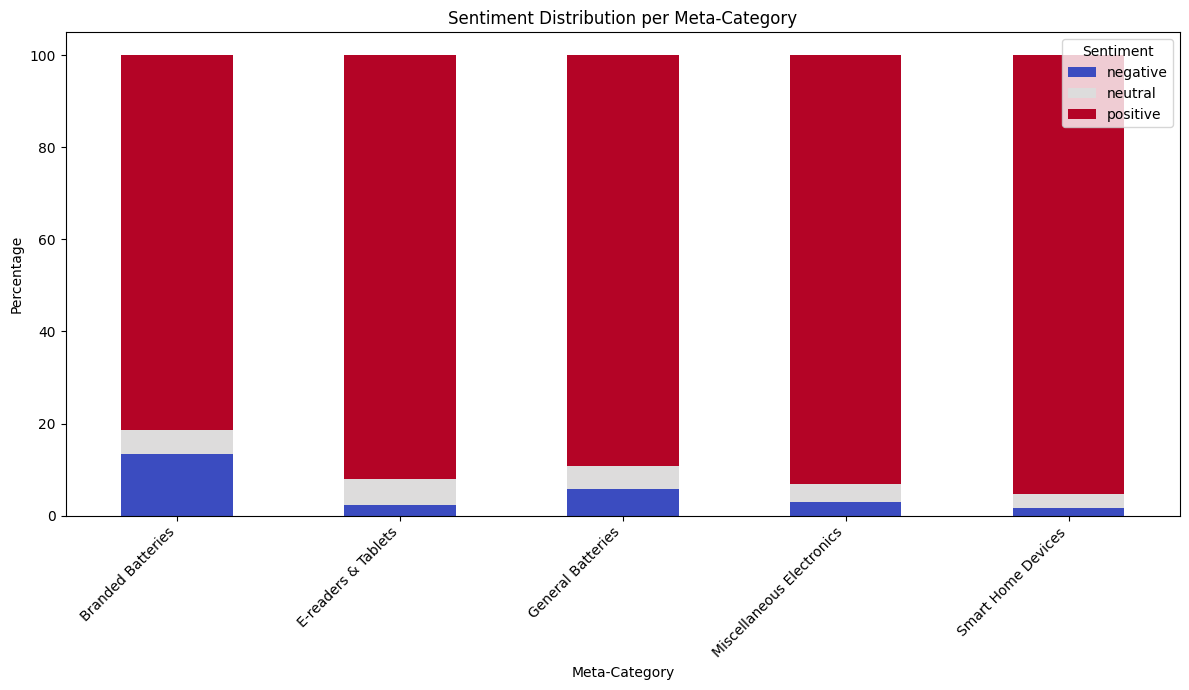 Sentiment Distribution per Meta-Category
Sentiment
negative
neutral
positive
100
80
60
40
20
0
Percentage
Branded Batteries
E-readers & Tablets
General Batteries
Miscellaneous Electronics
Smart Home Devices
Meta-Category